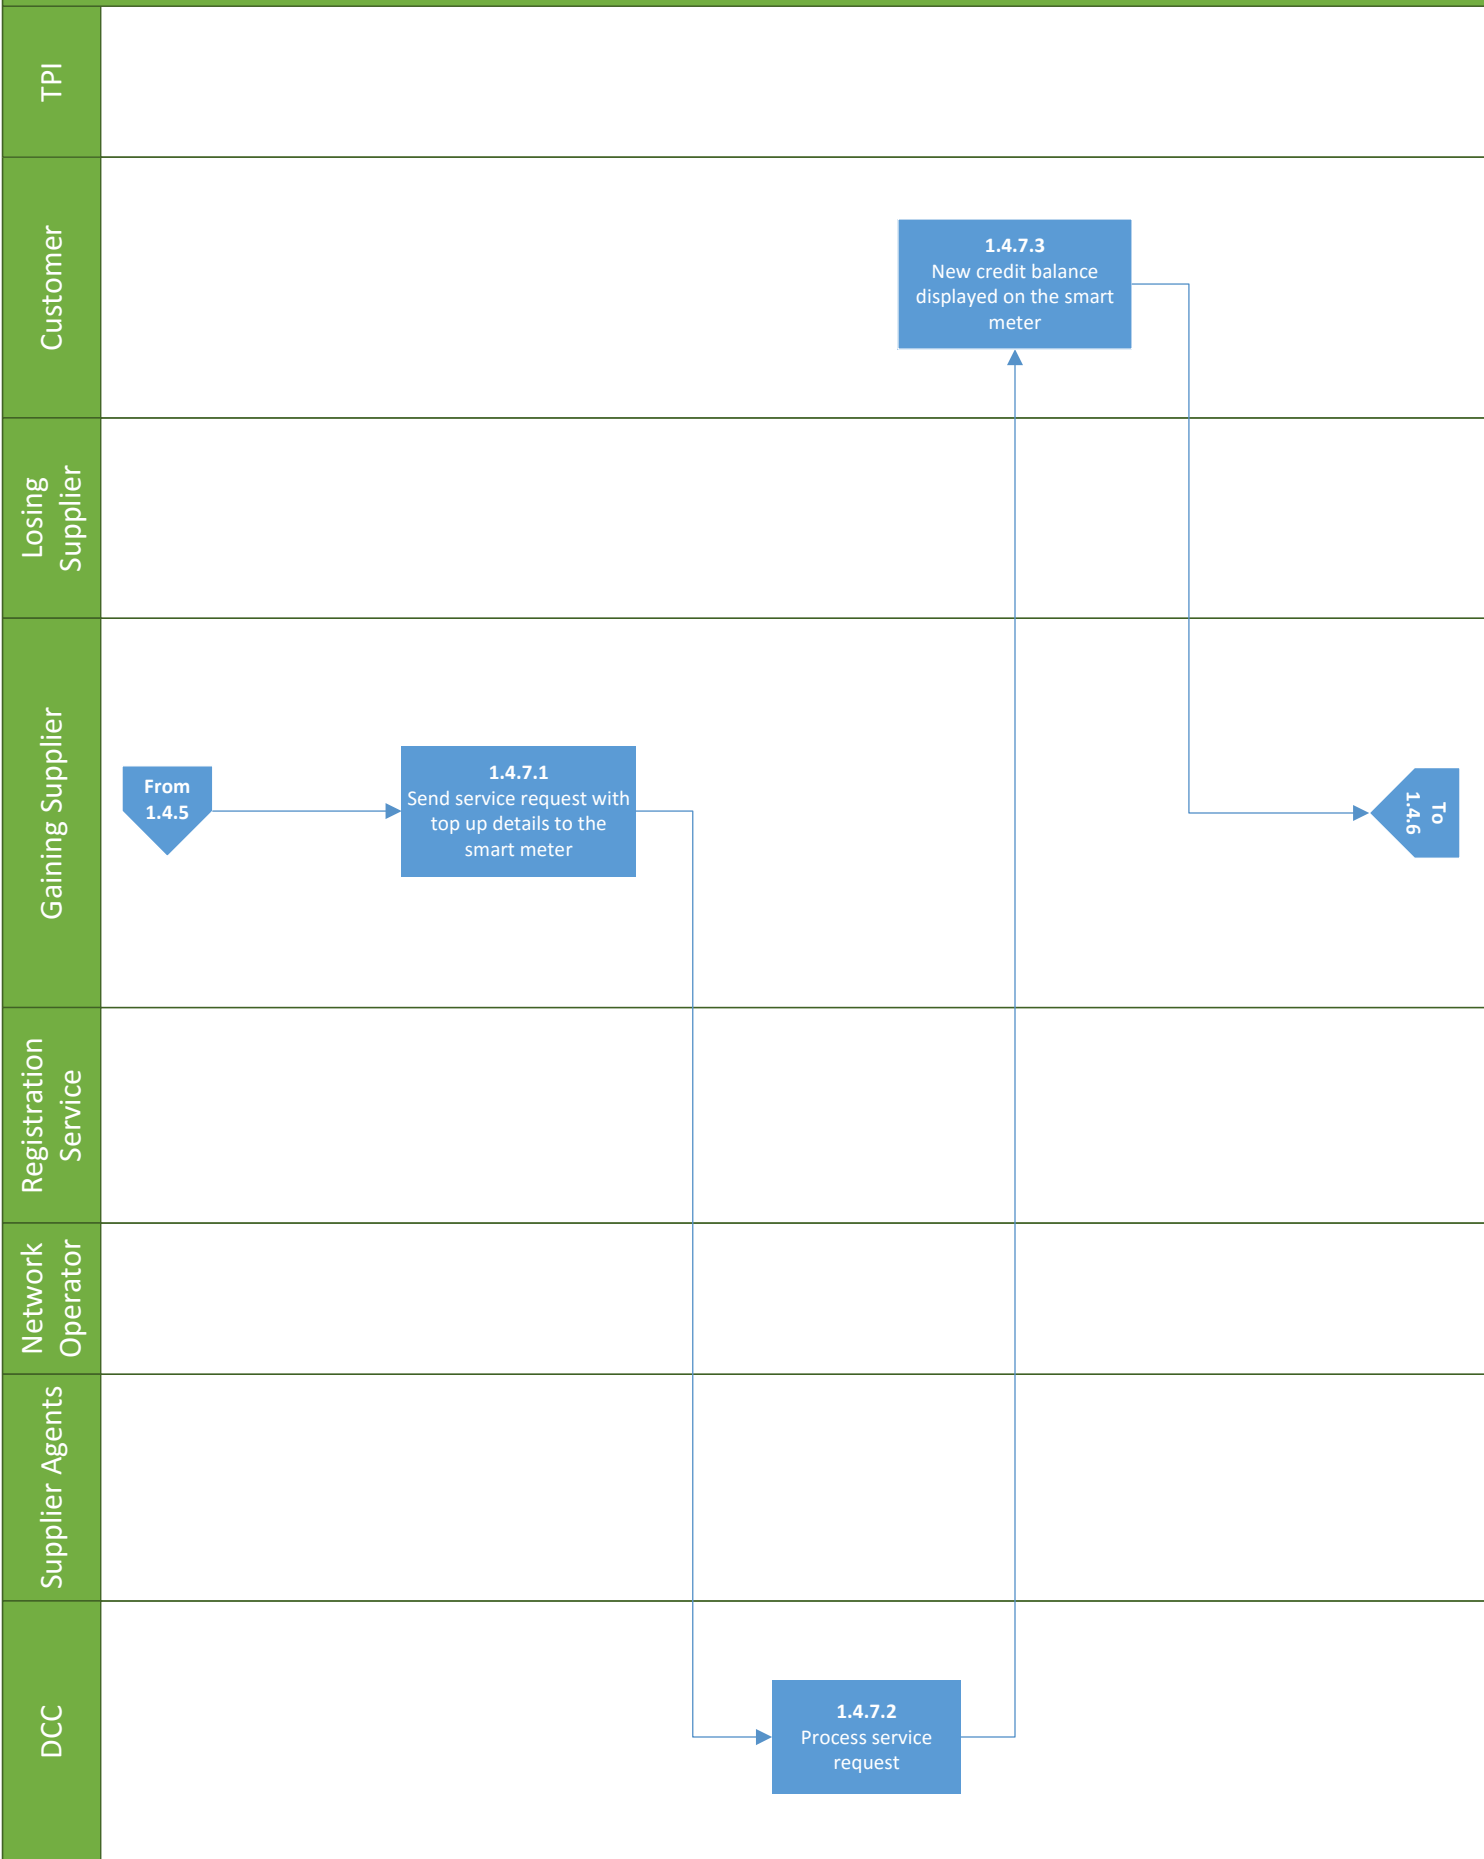 TPI
Customer
1.4.7.3
New credit balance
displayed on the smart
meter
Losing
Supplier
Gaining Supplier
From
1.4.5
1.4.7.1
Send service request with
top up details to the
smart meter
To
1.4.6
Registration
Service
Network
Operator
Supplier Agents
DCC
1.4.7.2
Process service
request